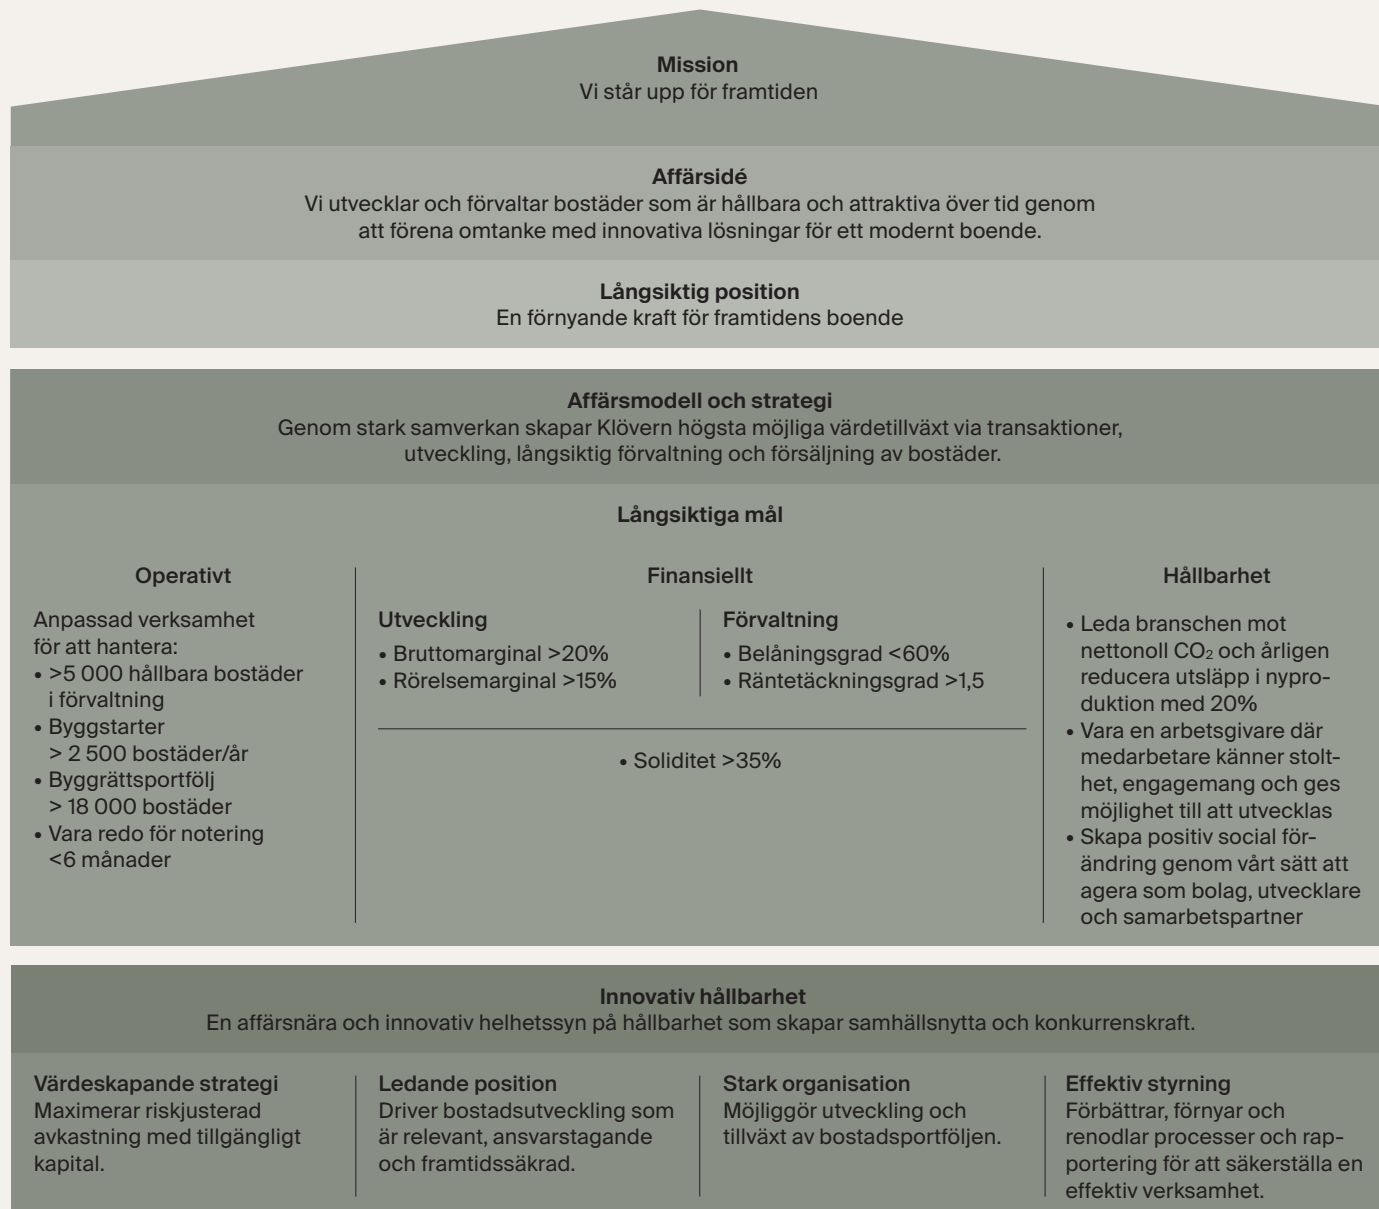 Mission
Vi står upp för framtiden
Affärsidé
Vi utvecklar och förvaltar bostäder som är hållbara och attraktiva över tid genom
att förena omtanke med innovativa lösningar för ett modernt boende.
Långsiktig position
En förnyande kraft för framtidens boende
Affärsmodell och strategi
Genom stark samverkan skapar Klövern högsta möjliga värdetillväxt via transaktioner,
utveckling, långsiktig förvaltning och försäljning av bostäder.
Långsiktiga mål
Operativt
Anpassad verksamhet
för att hantera:
• >5 000 hållbara bostäder
i förvaltning
• Byggstarter
> 2 500 bostäder/år
• Byggrättsportfölj
> 18 000 bostäder
• Vara redo för notering
<6 månader
Finansiellt
Utveckling
• Bruttomarginal >20%
• Rörelsemarginal >15%
Förvaltning
• Belåningsgrad <60%
• Räntetäckningsgrad >1,5
• Soliditet >35%
Hållbarhet
• Leda branschen mot
nettonoll CO₂ och årligen
reducera utsläpp i nypro-
duktion med 20%
• Vara en arbetsgivare där
medarbetare känner stolt-
het, engagemang och ges
möjlighet till att utvecklas
• Skapa positiv social för-
ändring genom vårt sätt att
agera som bolag, utvecklare
och samarbetspartner
Innovativ hållbarhet
En affärsnära och innovativ helhetssyn på hållbarhet som skapar samhällsnytta och konkurrenskraft.
Värdeskapande strategi
Maximerar riskjusterad
avkastning med tillgängligt
kapital.
Ledande position
Driver bostadsutveckling som
är relevant, ansvarstagande
och framtidssäkrad.
Stark organisation
Möjliggör utveckling och
tillväxt av bostadsportföljen.
Effektiv styrning
Förbättrar, förnyar och
renodlar processer och rap-
portering för att säkerställa en
effektiv verksamhet.